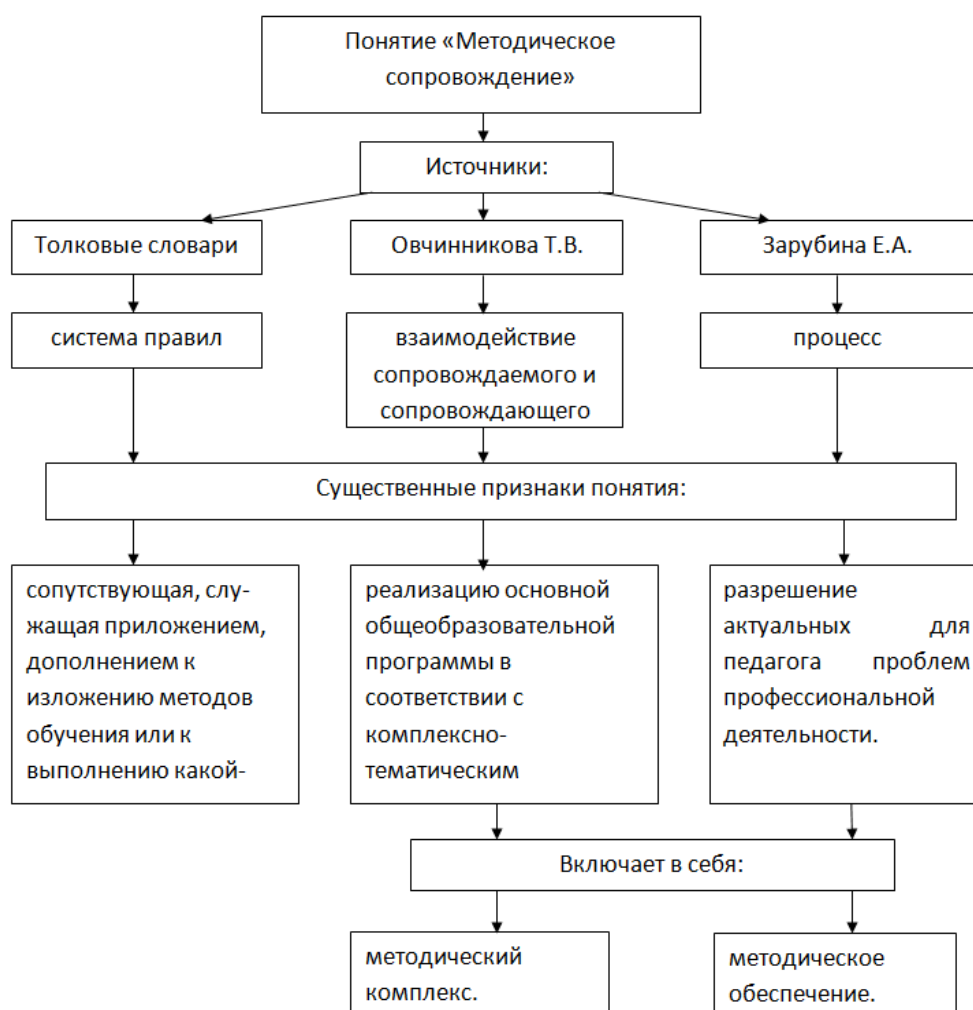 Понятие «Методическое
сопровождение»
Источники:
Толковые словари
Овчинникова Т.В.
Зарубина Е.А.
система правил
взаимодействие
сопровождаемого и
сопровождающего
процесс
Существенные признаки понятия:
сопутствующая, слу-
жащая приложением,
дополнением к
изложению методов
обучения или к
выполнению какой-
реализацию основной
общеобразовательной
программы в
соответствии с
комплексно-
тематическим
разрешение
актуальных для
педагога проблем
профессиональной
деятельности.
Включает в себя:
методический
комплекс.
методическое
обеспечение.